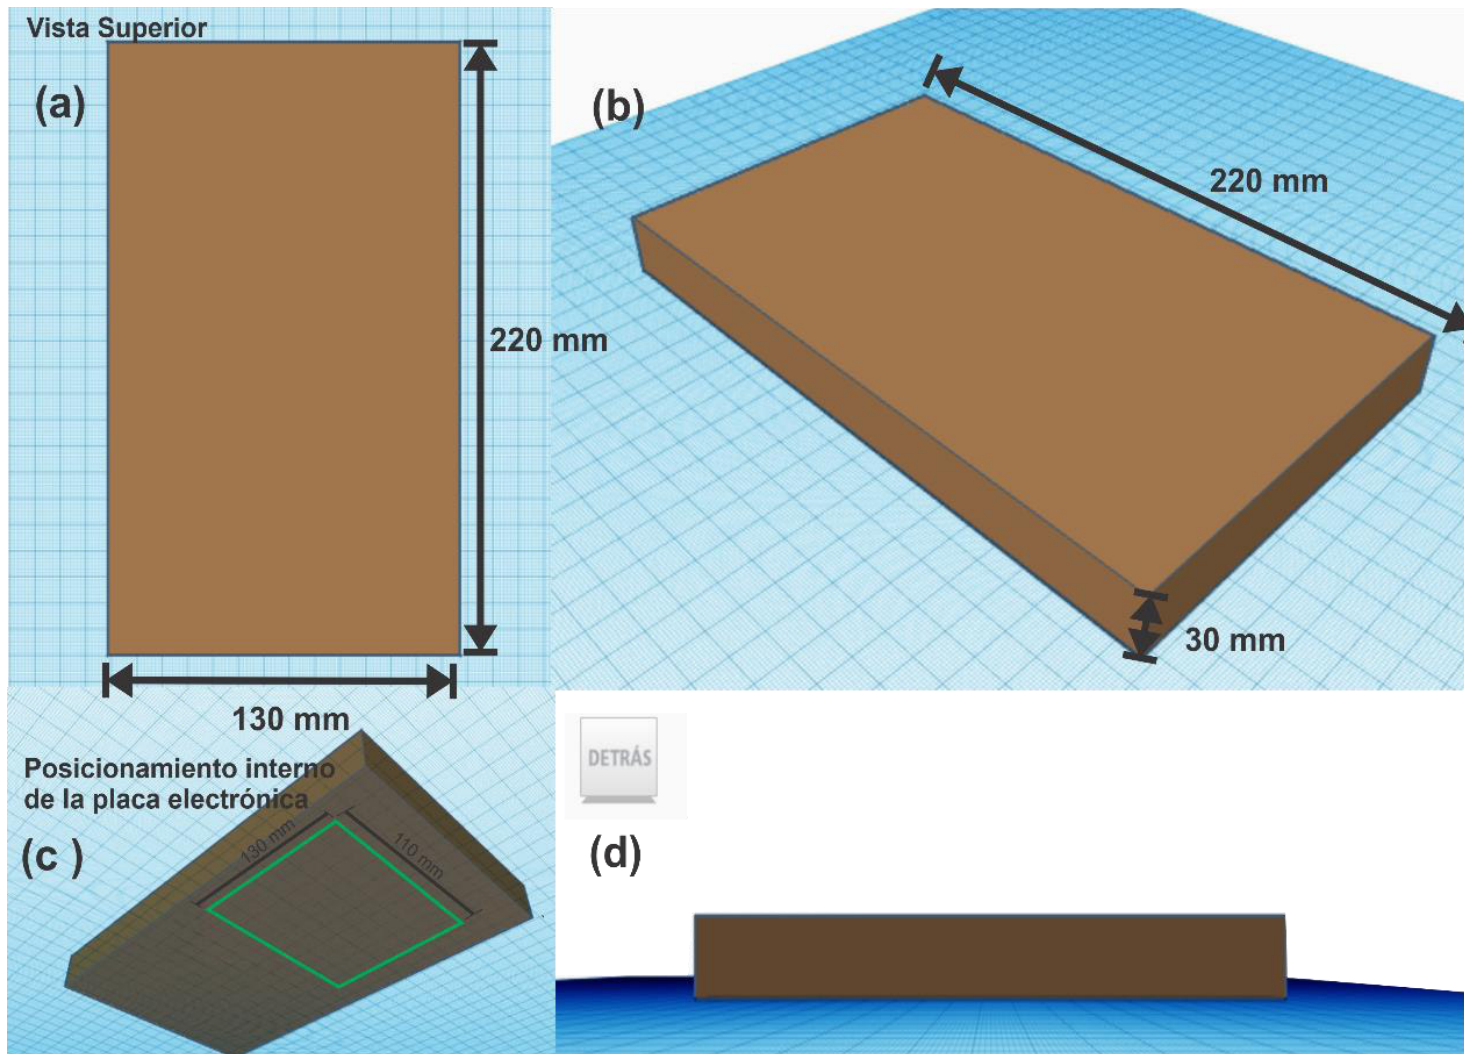 Vista Superior
(a)
220 mm
130 mm
(b)
220 mm
30 mm
Posicionamiento interno
de la placa electrónica
(c )
130 mm
110 mm
DETRÁS
(d)